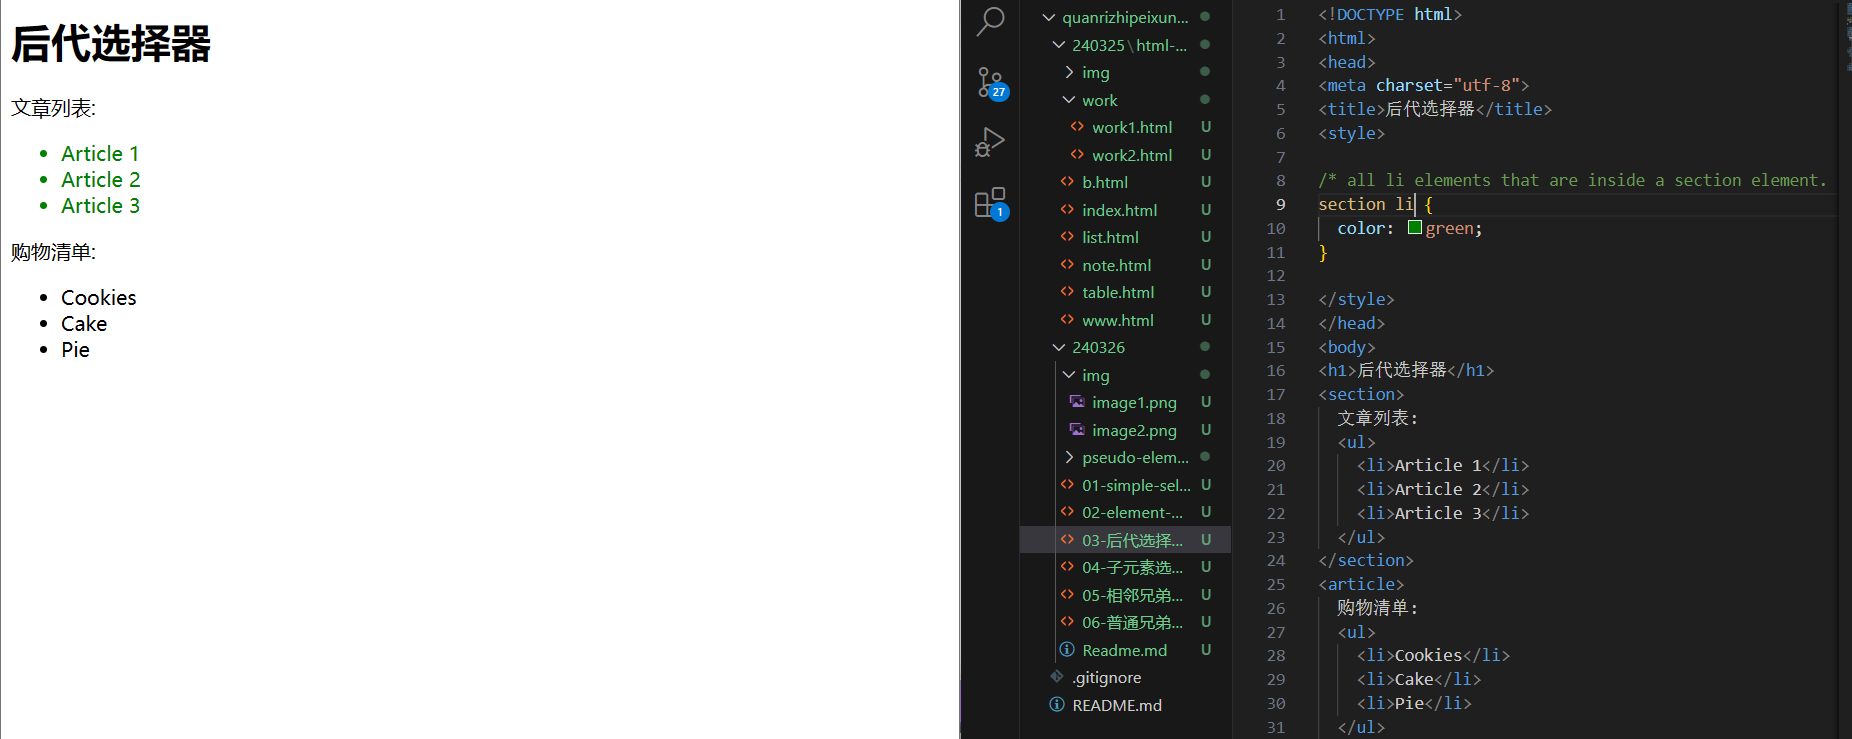 后代选择器
文章列表:
Article 1
Article 2
Article 3
购物清单:
Cookies
Cake
Pie
27
1
quanrizhipeixun...
240325\html-...
img
work
work1.html U
work2.html U
b.html U
index.html U
list.html U
note.html U
table.html U
www.html U
240326
img
image1.png U
image2.png U
pseudo-elem...
01-simple-sel... U
02-element-... U
03-后代选择... U
04-子元素选... U
05-相邻兄弟... U
06-普通兄弟... U
Readme.md U
.gitignore
README.md
1 <!DOCTYPE html>
2 <html>
3 <head>
4 <meta charset="utf-8">
5 <title>后代选择器</title>
6 <style>
7
8 /* all li elements that are inside a section element.
9 section li {
10 color: green;
11 }
12
13 </style>
14 </head>
15 <body>
16 <h1>后代选择器</h1>
17 <section>
18 文章列表:
19 <ul>
20 <li>Article 1</li>
21 <li>Article 2</li>
22 <li>Article 3</li>
23 </ul>
24 </section>
25 <article>
26 购物清单:
27 <ul>
28 <li>Cookies</li>
29 <li>Cake</li>
30 <li>Pie</li>
31 </ul>